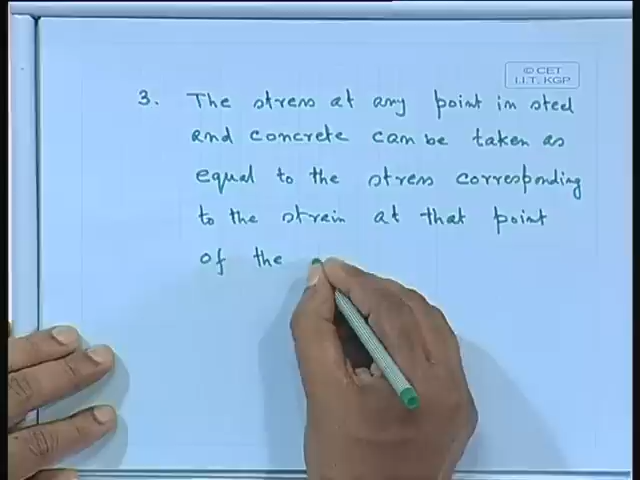 © CET
I.I.T. KGP
3. The stress at any point in steel
and concrete can be taken as
equal to the stress corresponding
to the strain at that point
of the